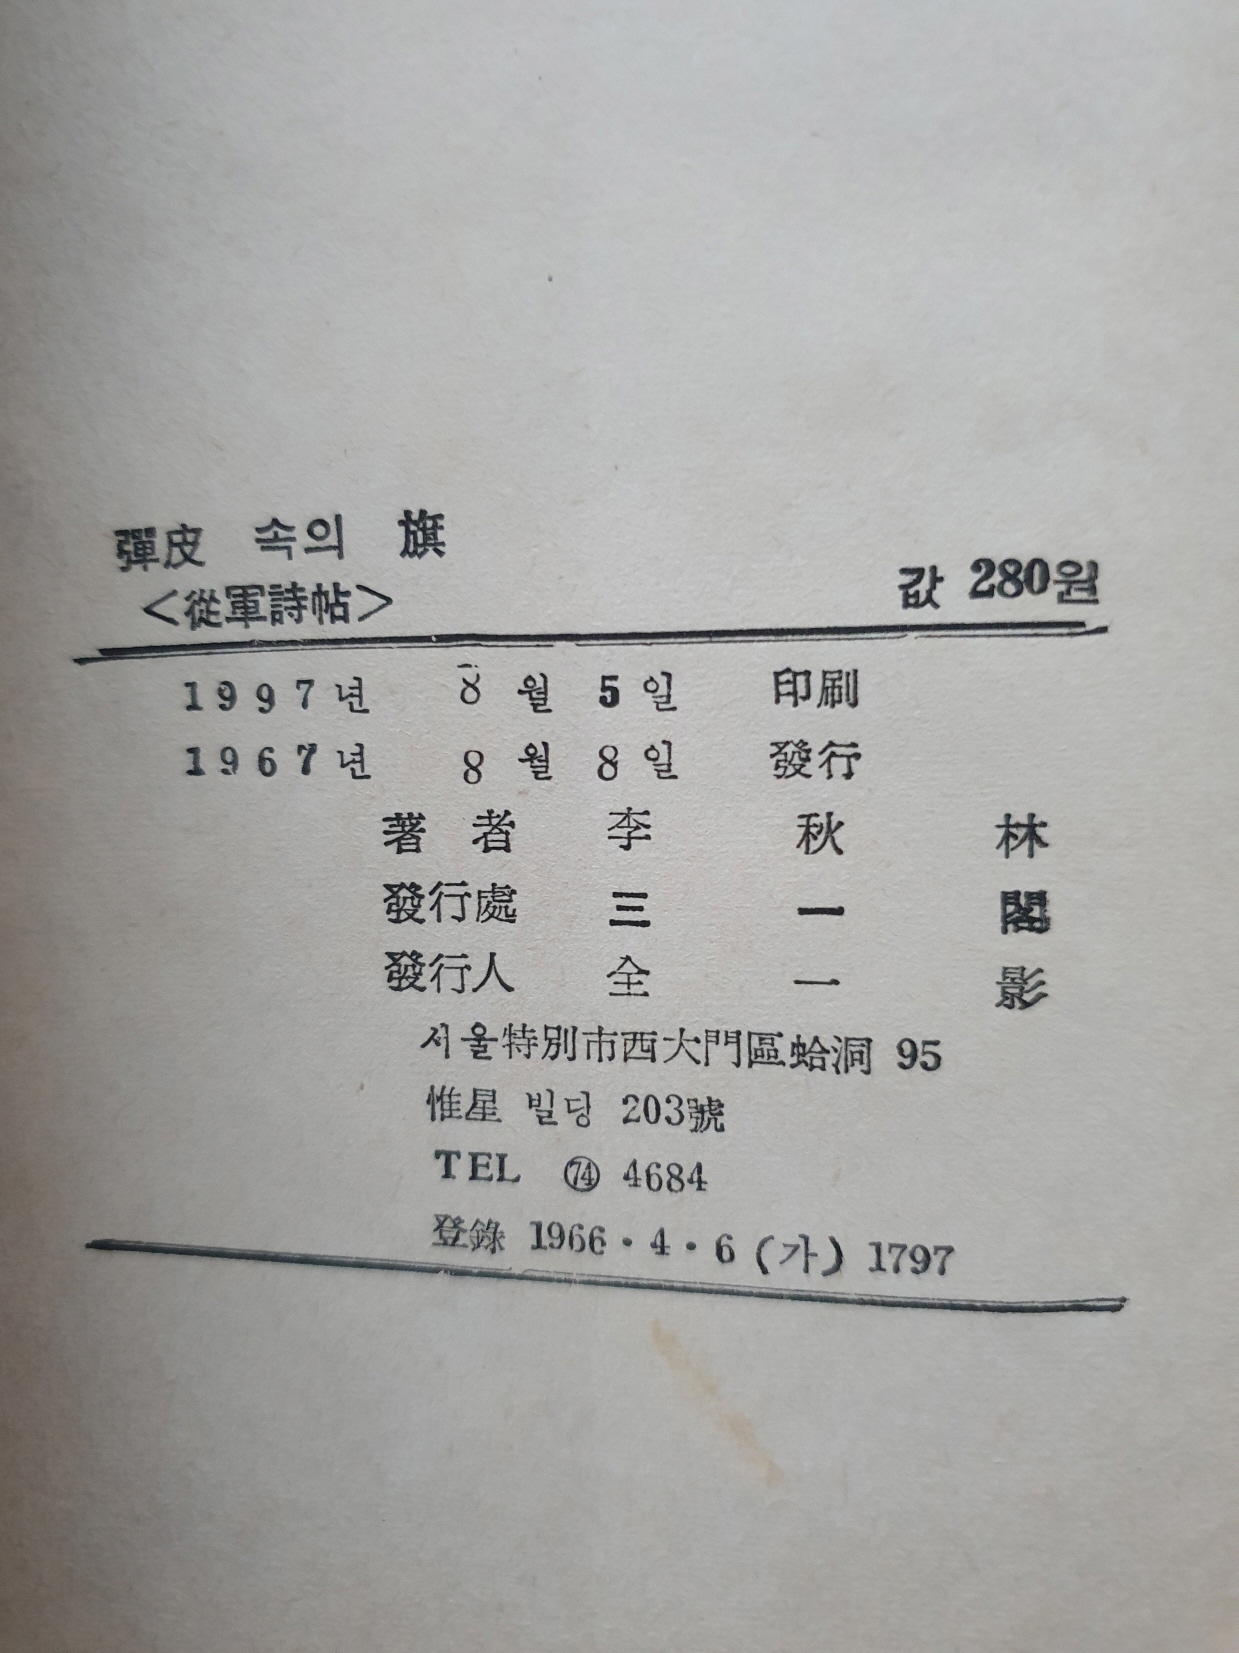 彈皮 속의 旗
<從軍詩帖>
값 280원
1997년 8월 5일 印刷
1967년 8월 8일 發行
著者 李秋林
發行處 三一閣
發行人 全一影
서울特別市西大門區蛤洞 95
惟星 빌딩 203號
TEL ㉔ 4684
登錄 1966·4·6 (가) 1797